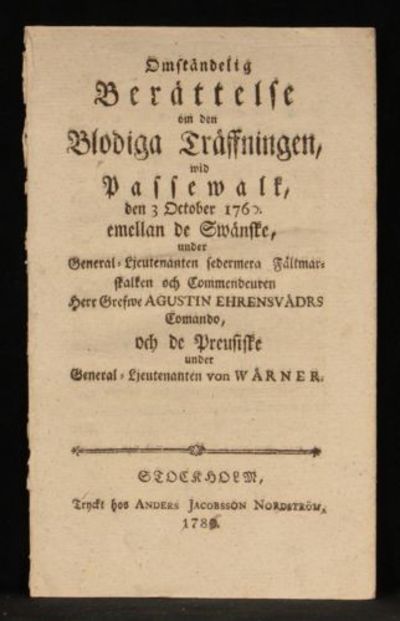 Omständelig
Berättelse
om den
Blodiga Träffningen,
wid
Passewalk,
den 3 October 1760.
emellan de Swänske,
under
General-Lieutenanten sedermera Fältmar-
skalken och Commendeuren
Herr Grefwe AGUSTIN EHRENSVÄRDS
Comando,
och de Preusiske
under
General-Lieutenanten von WÄRNER.
STOCKHOLM,
Tryckt hos ANDERS JACOBSSON NORDSTRÖM,